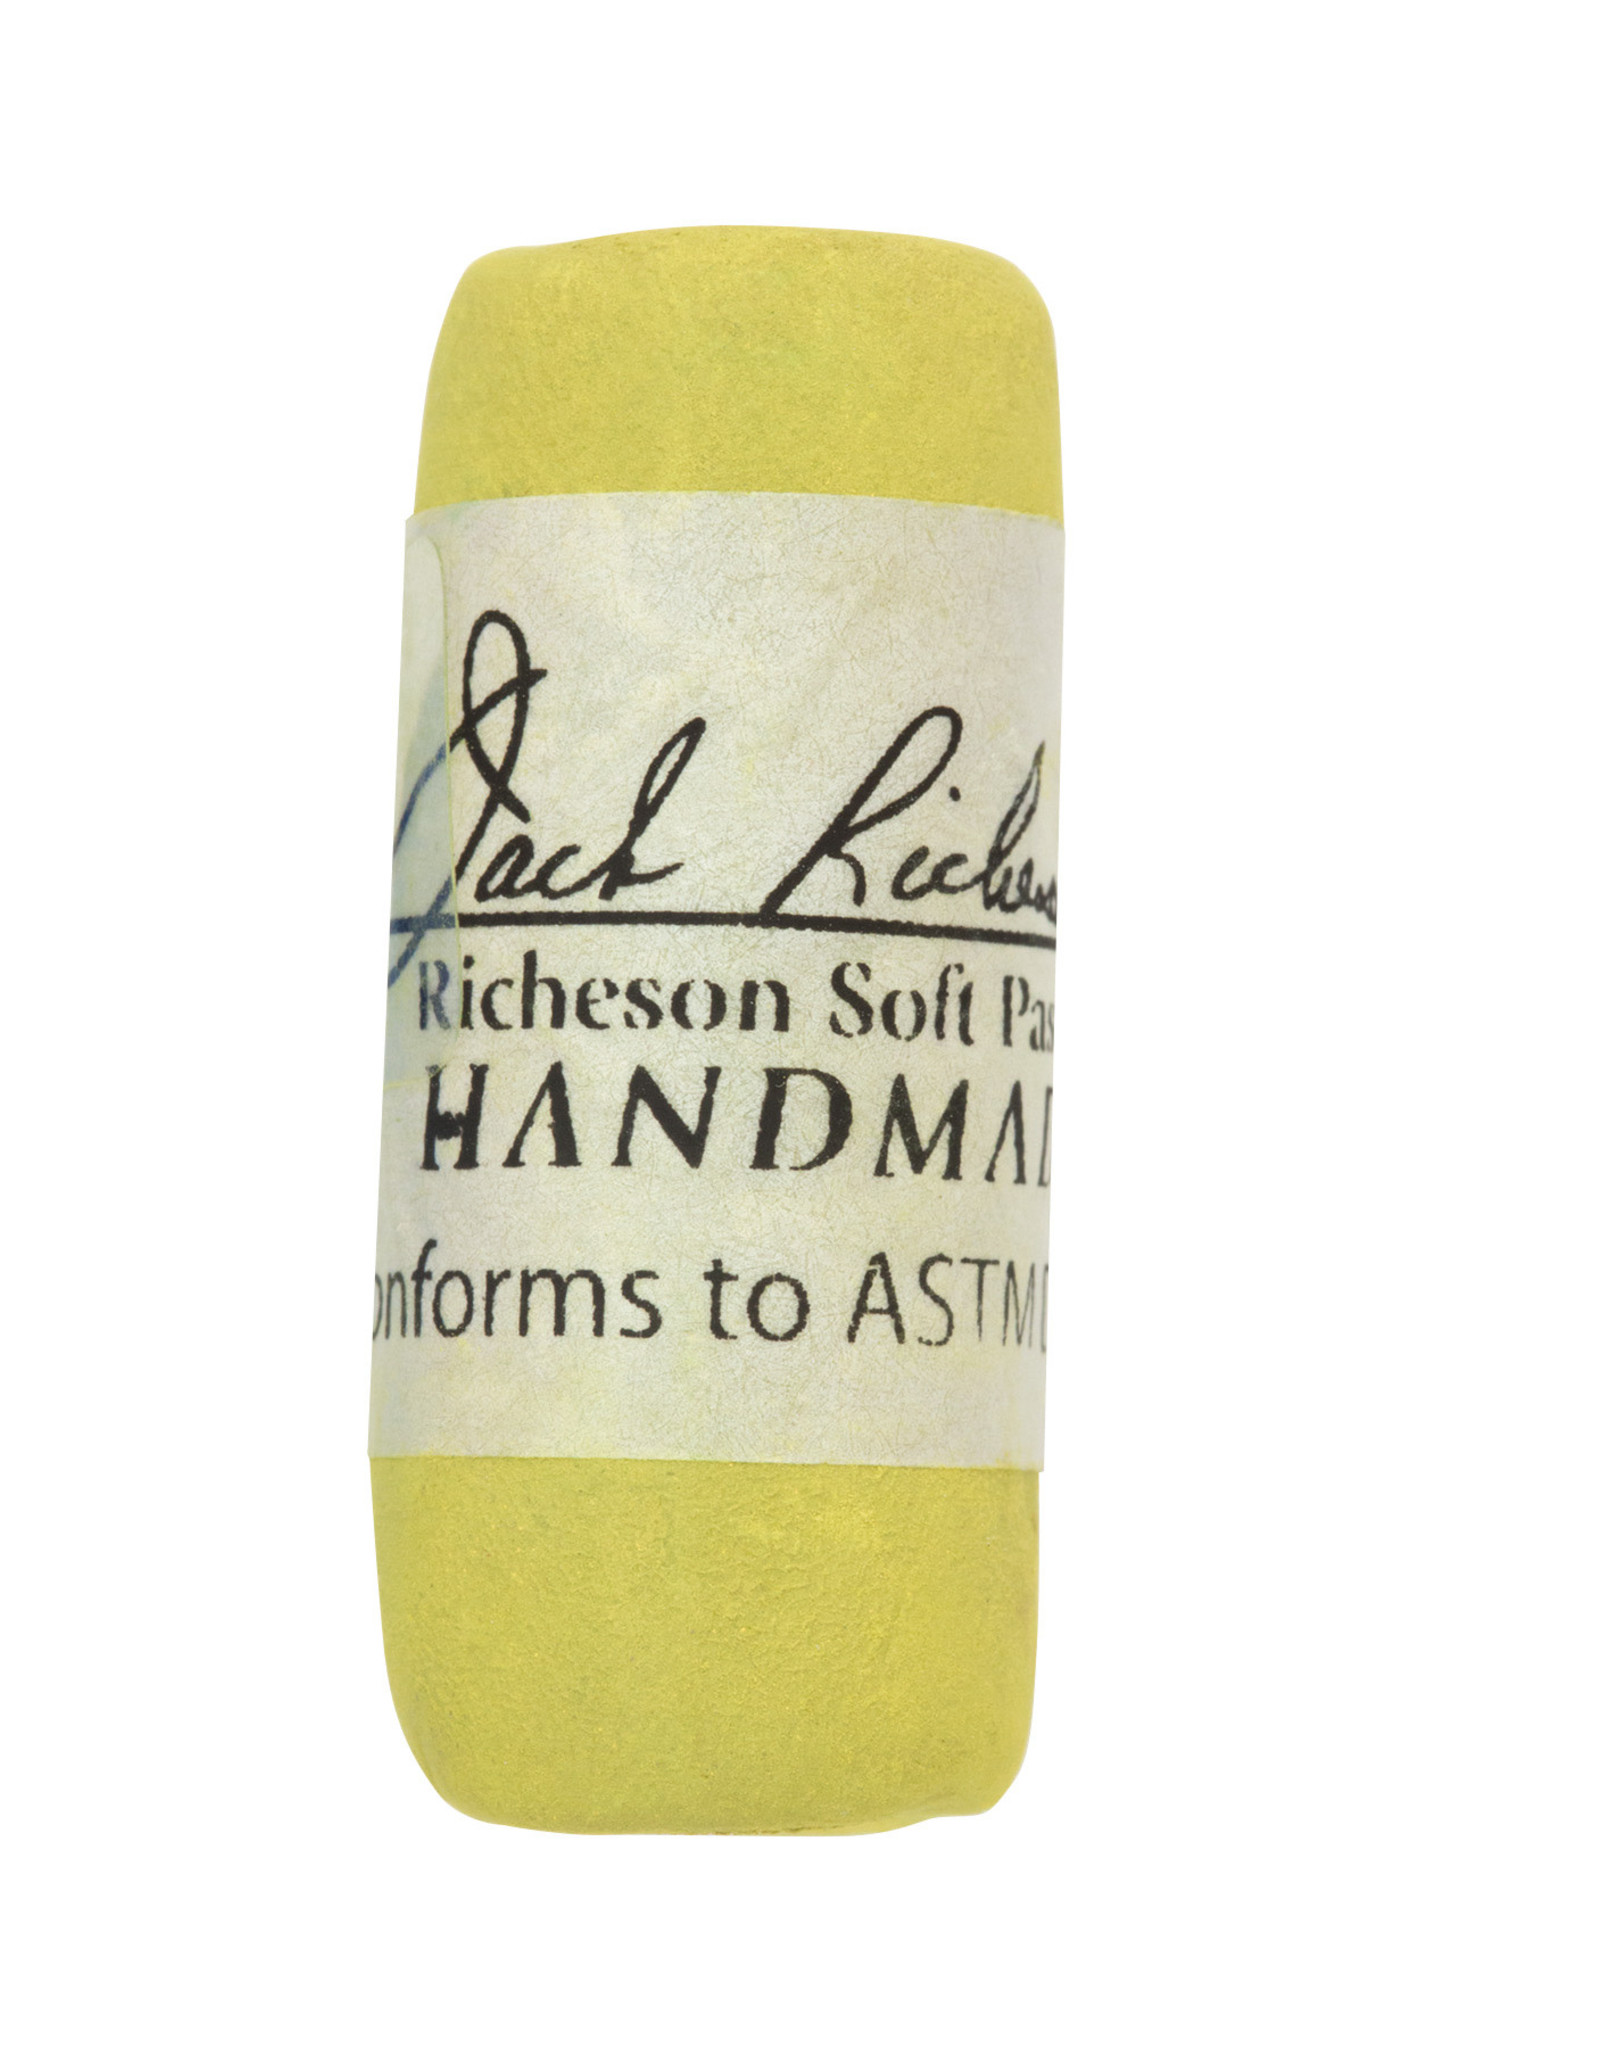 Jack Riches
Richeson Soft Pas
HANDMAD
onforms to ASTM